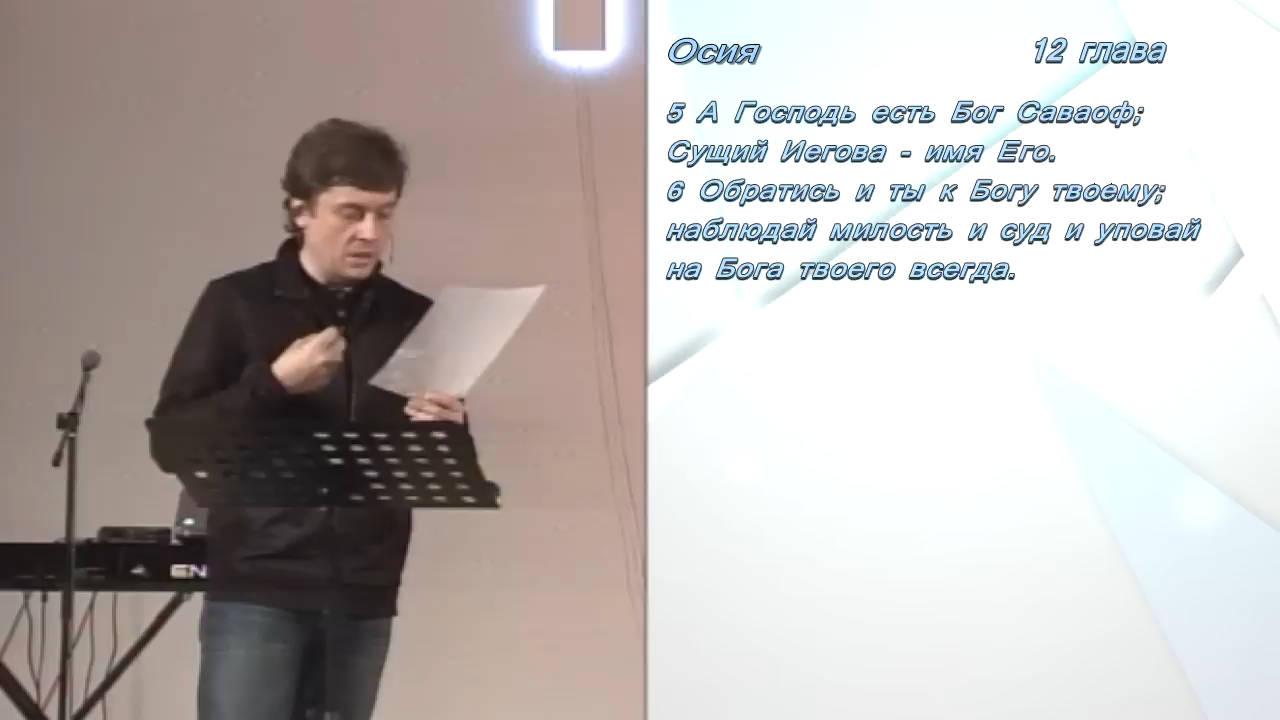 Осия 12 глава
5 А Господь есть Бог Саваоф;
Сущий Иегова - имя Его.
6 Обратись и ты к Богу твоему;
наблюдай милость и суд и уповай
на Бога твоего всегда.
EN